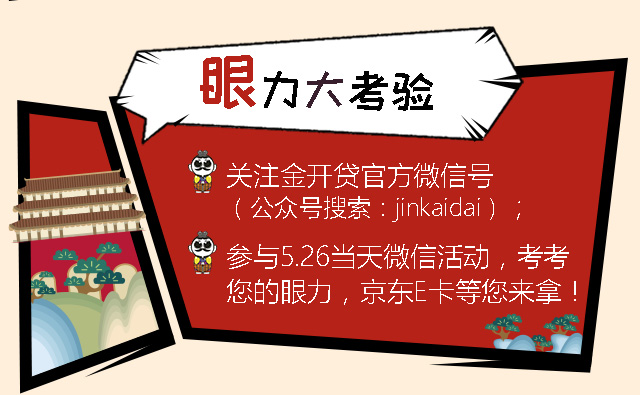 眼力大考验
关注金开贷官方微信号
（公众号搜索：jinkaidai）；
参与5.26当天微信活动，考考
您的眼力，京东E卡等您来拿！